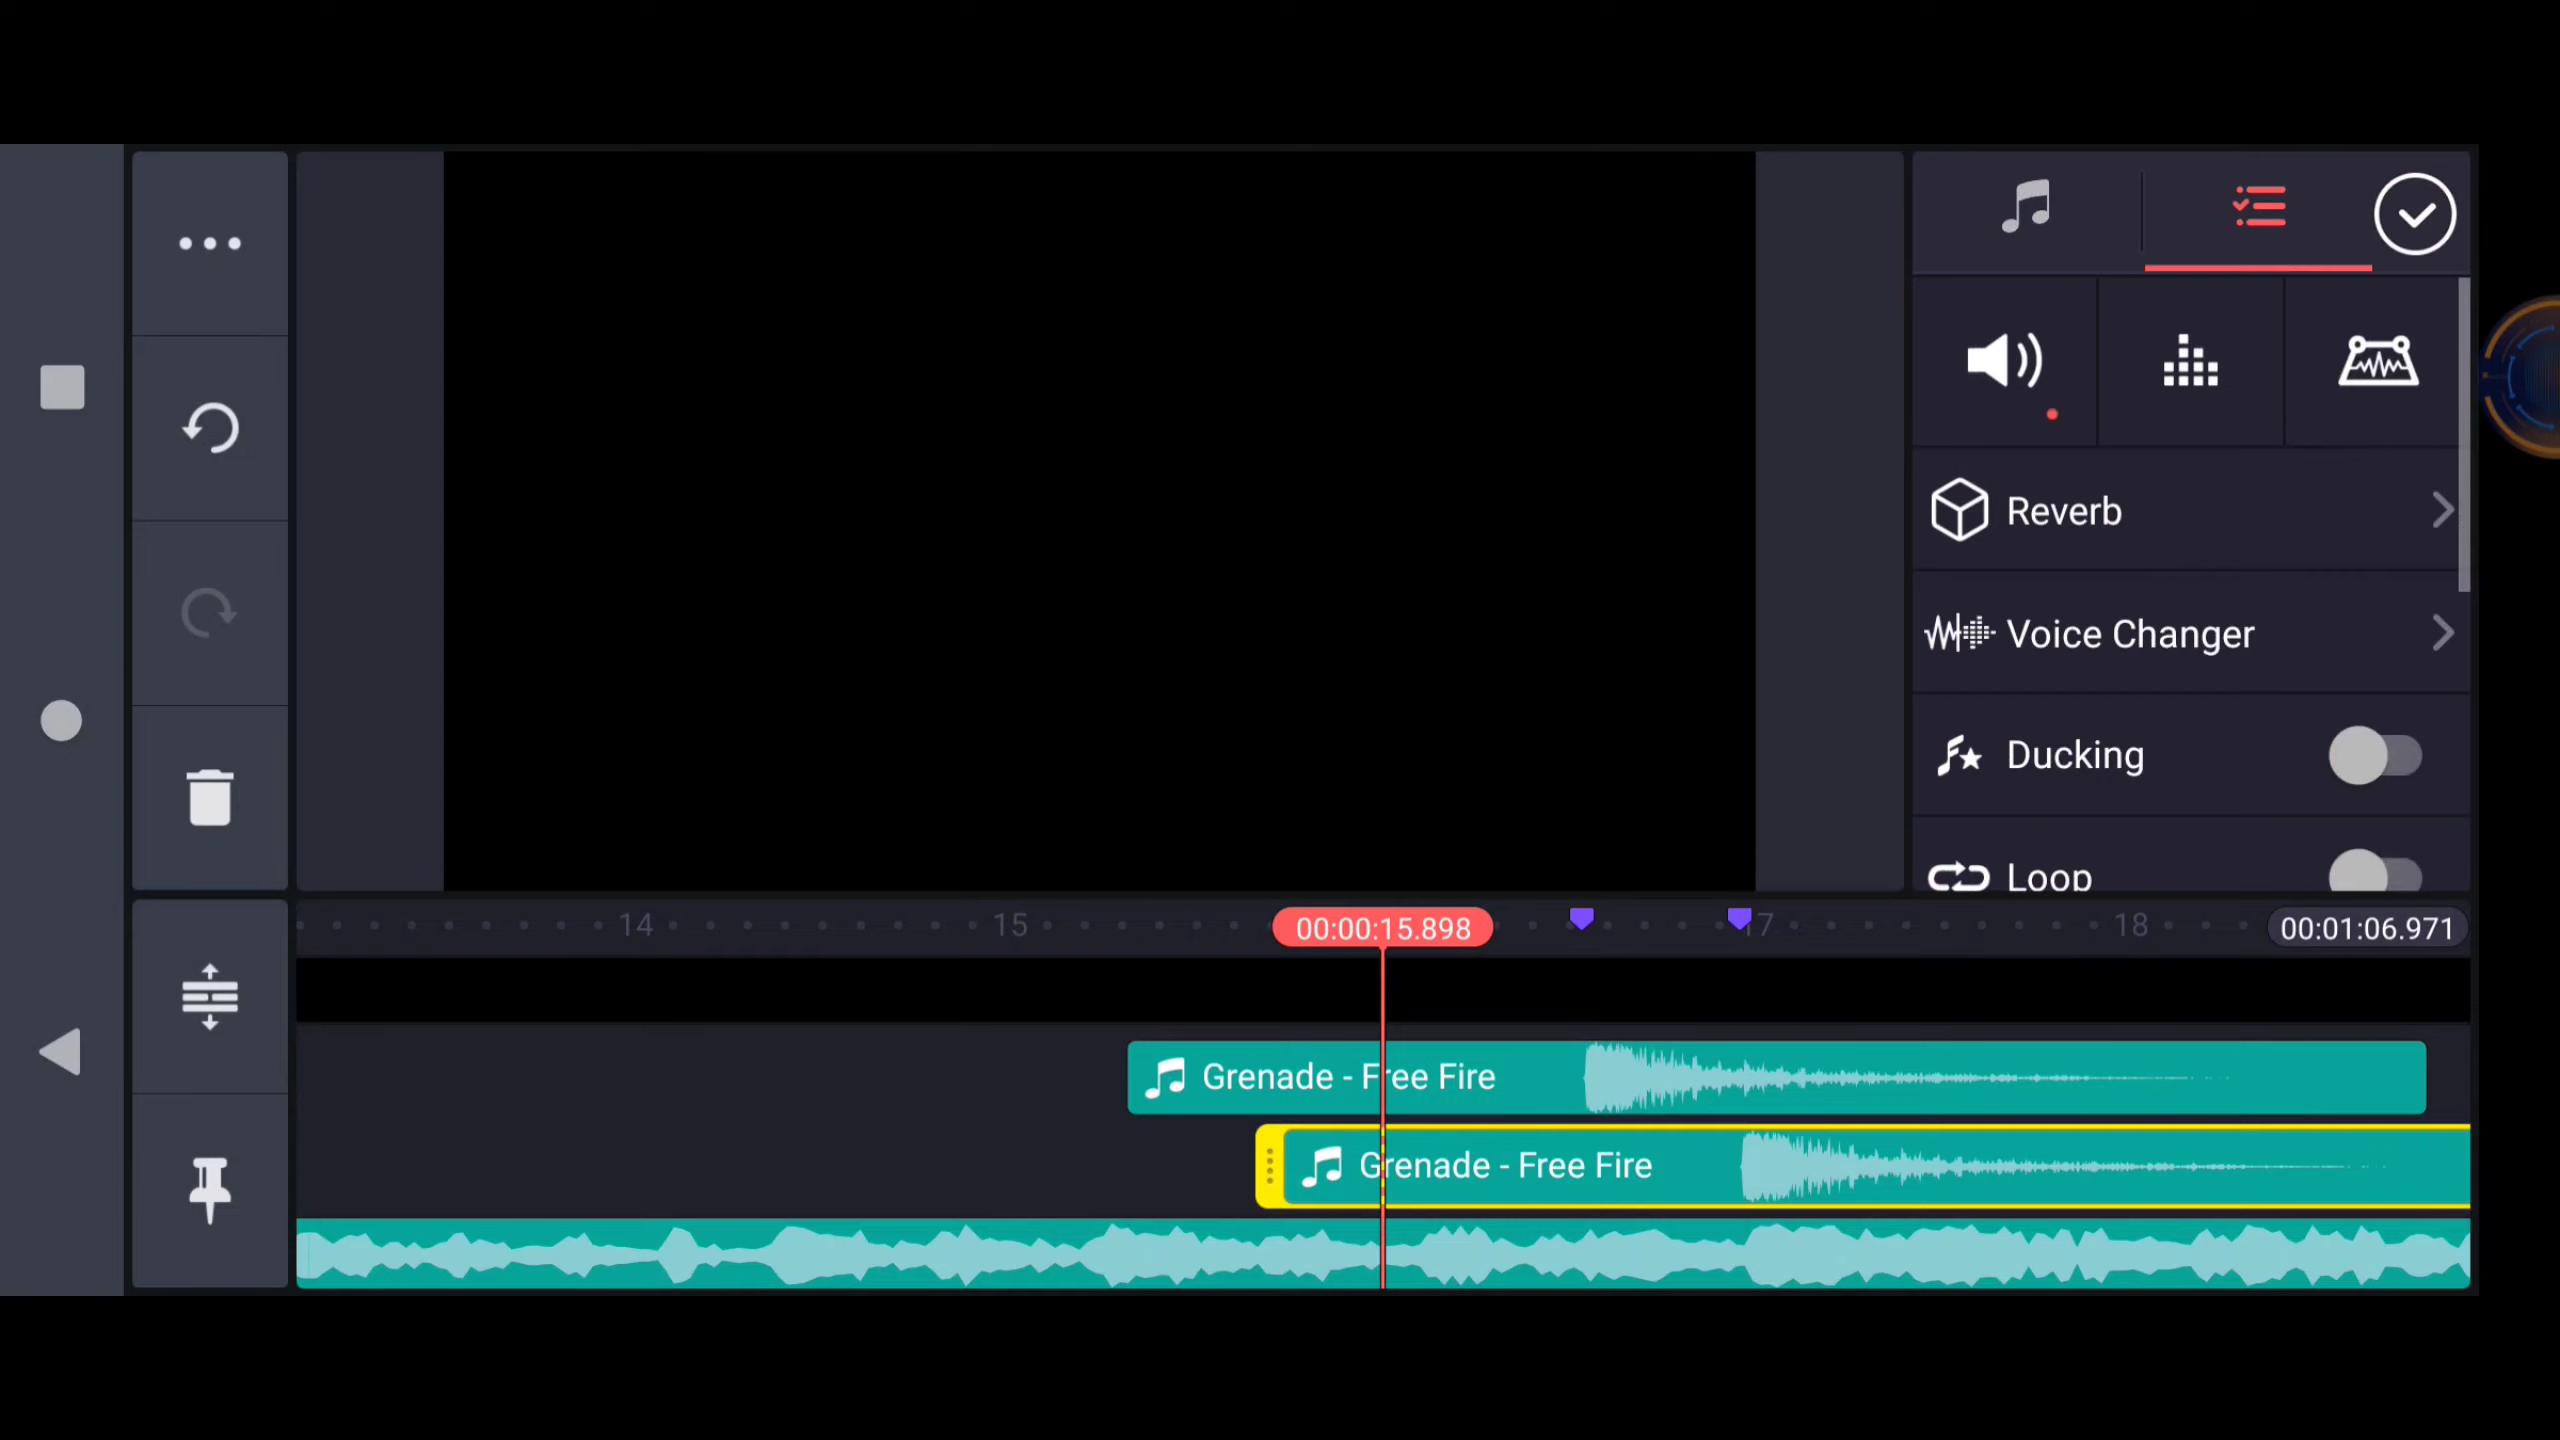 Reverb
Voice Changer
Ducking
Loop
14
15
00:00:15.898
7
18
00:01:06.971
Grenade - Free Fire
Grenade - Free Fire